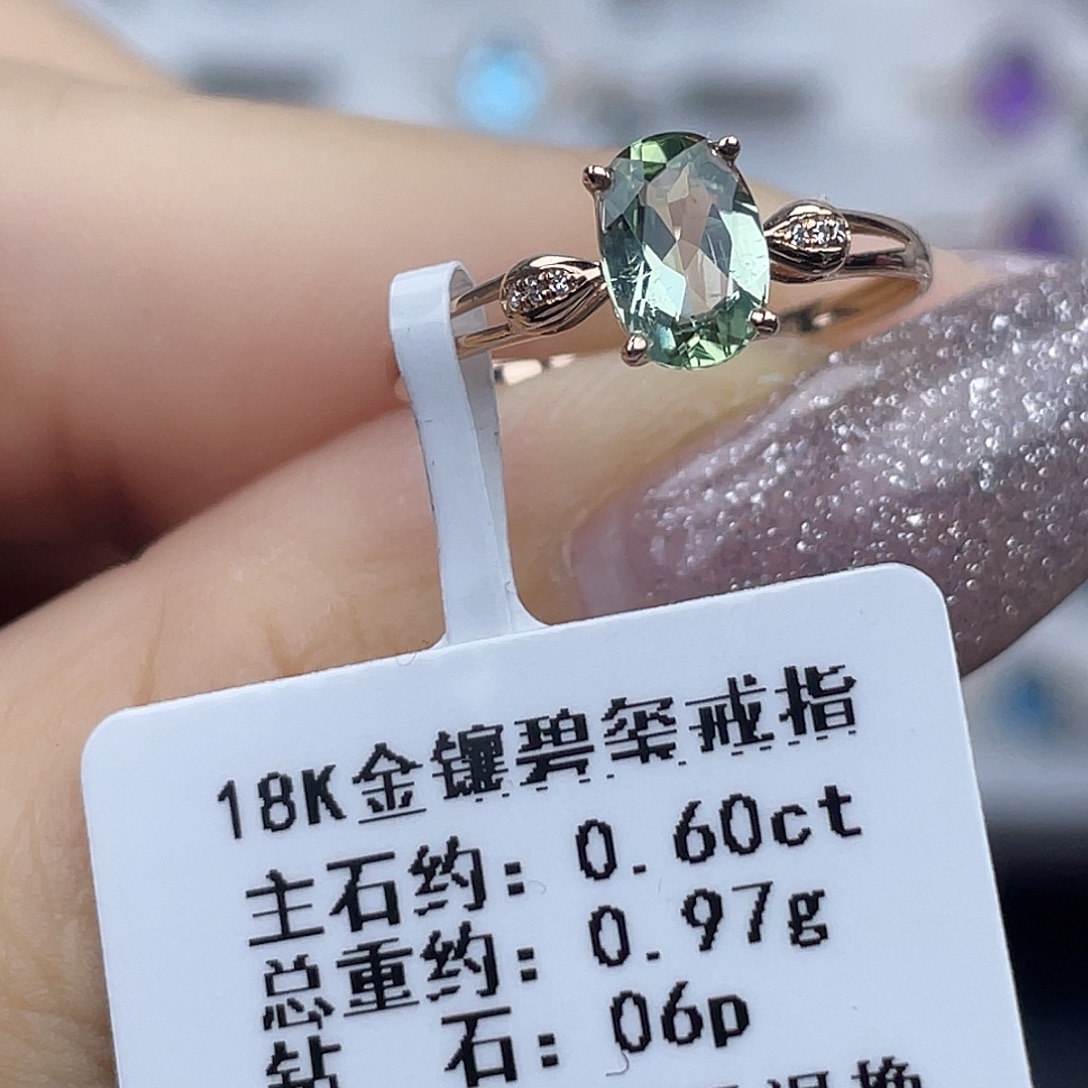 18K金镶碧玺戒指
主石约：0.60ct
总重约：0.97g
钻 石：06p